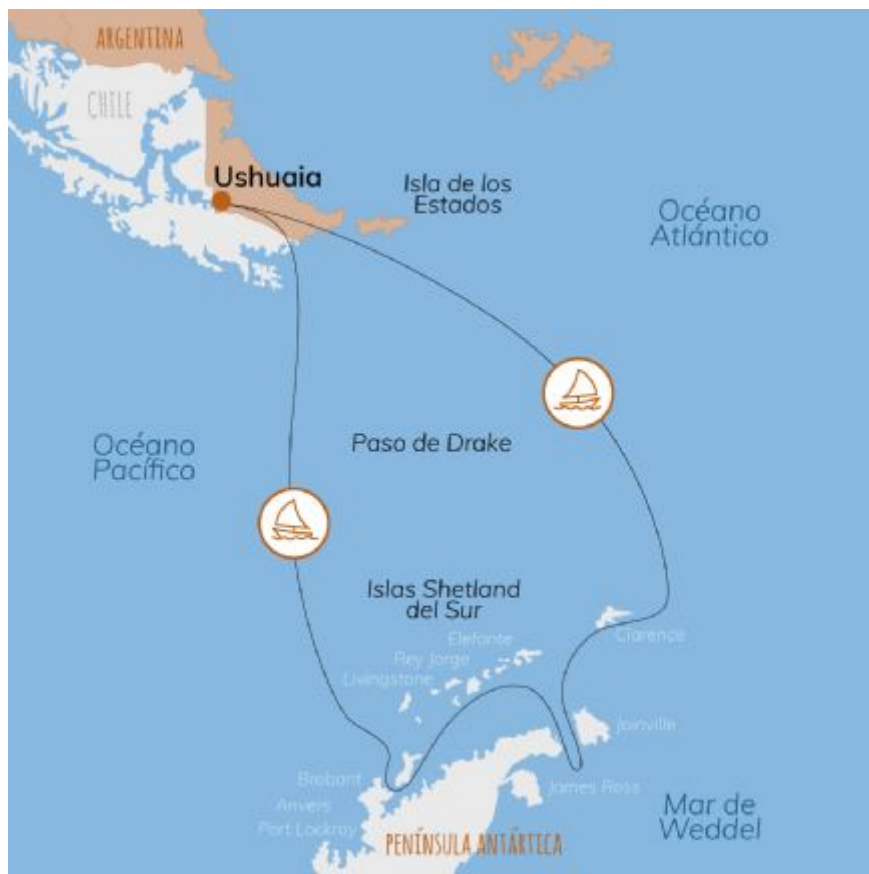 ARGENTINA
CHILE
Ushuaia
Isla de los
Estados
Océano
Atlántico
Océano
Pacífico
Paso de Drake
Islas Shetland
del Sur
Elefante
Rey Jorge
Livingstone
Clarence
Joinville
James Ross
Brabant
Anvers
Port Lockroy
Mar de
Weddel
PENÍNSULA ANTÁRTICA